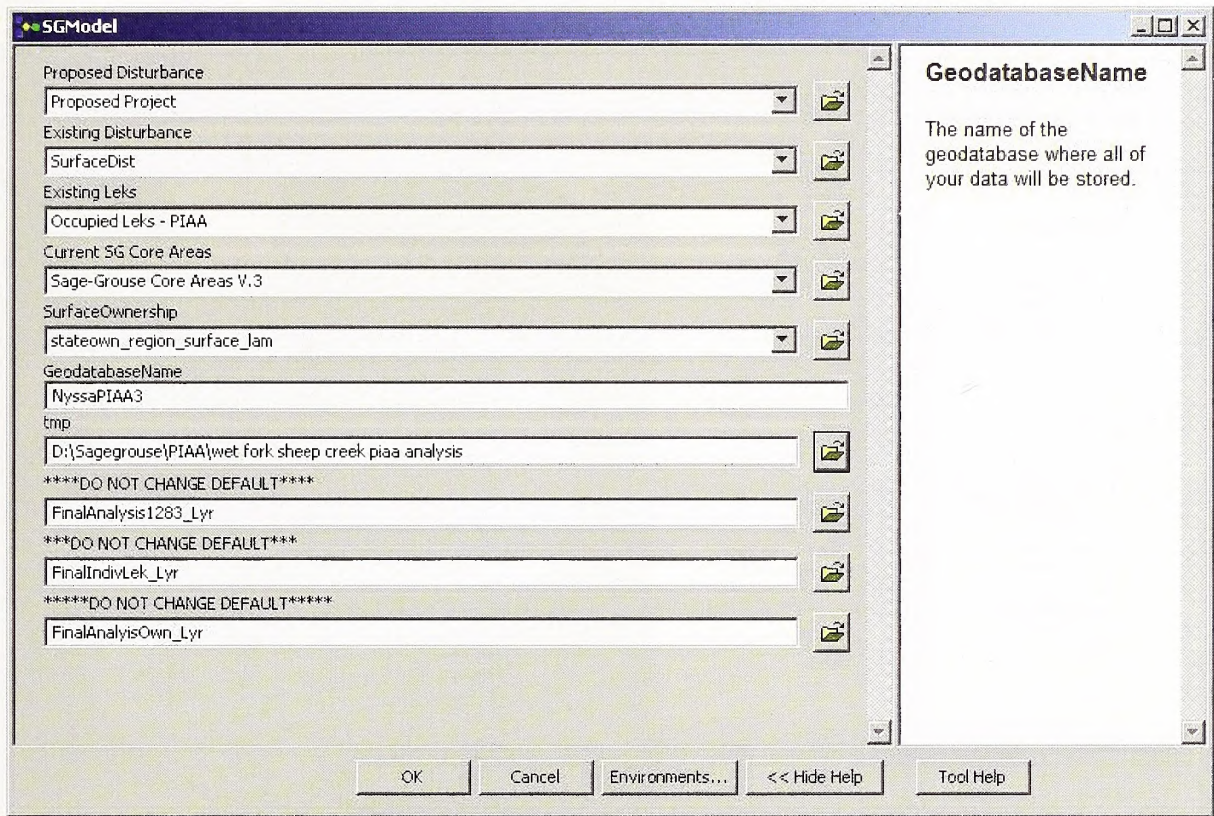 SGModel
Proposed Disturbance
Proposed Project
Existing Disturbance
SurfaceDist
Existing Leks
Occupied Leks - PIAA
Current SG Core Areas
Sage-Grouse Core Areas V.3
SurfaceOwnership
stateown_region_surface_lam
GeodatabaseName
NyssaPIAA3
tmp
D:\Sagegrouse\PIAA\wet fork sheep creek piaa analysis
****DO NOT CHANGE DEFAULT****
FinalAnalysis1283_Lyr
***DO NOT CHANGE DEFAULT***
FinalIndivLek_Lyr
*****DO NOT CHANGE DEFAULT*****
FinalAnalyisOwn_Lyr
GeodatabaseName
The name of the
geodatabase where all of
your data will be stored.
OK
Cancel
Environments...
<< Hide Help
Tool Help